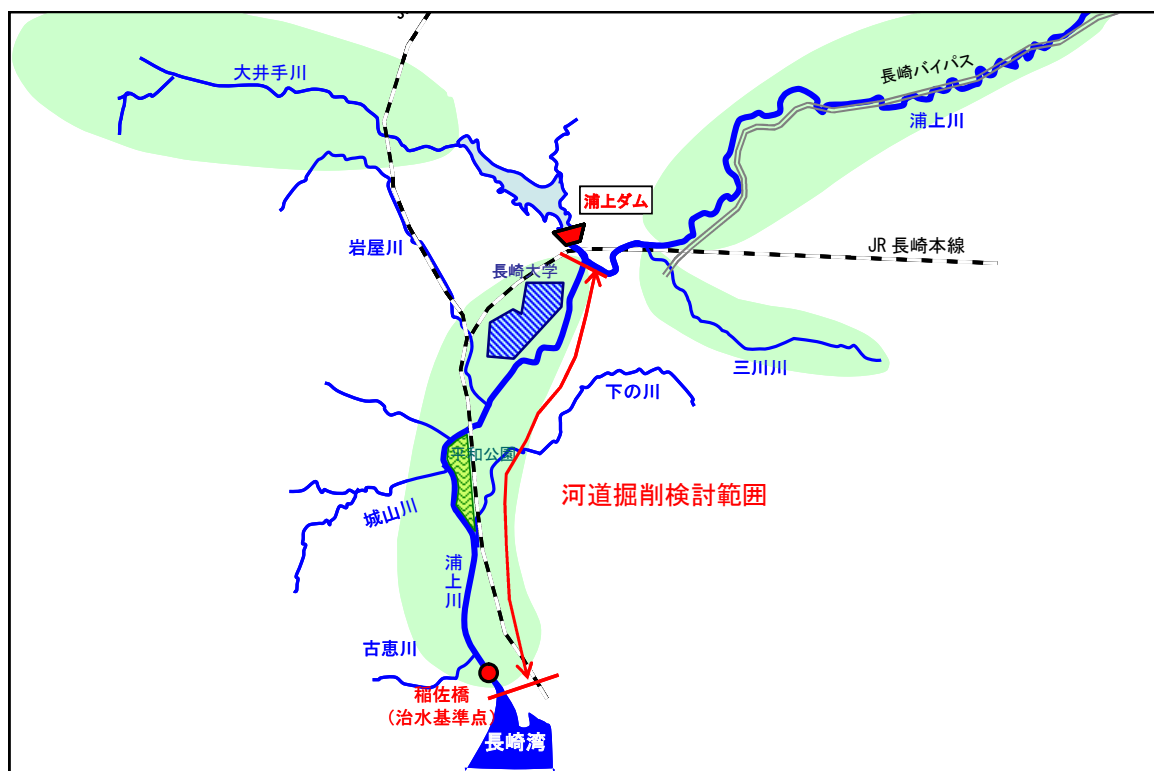 大井手川
長崎バイパス
浦上川
浦上ダム
岩屋川
JR 長崎本線
長崎大学
三川川
下の川
平和公園
河道掘削検討範囲
城山川
浦上川
古恵川
稲佐橋
（治水基準点）
長崎湾